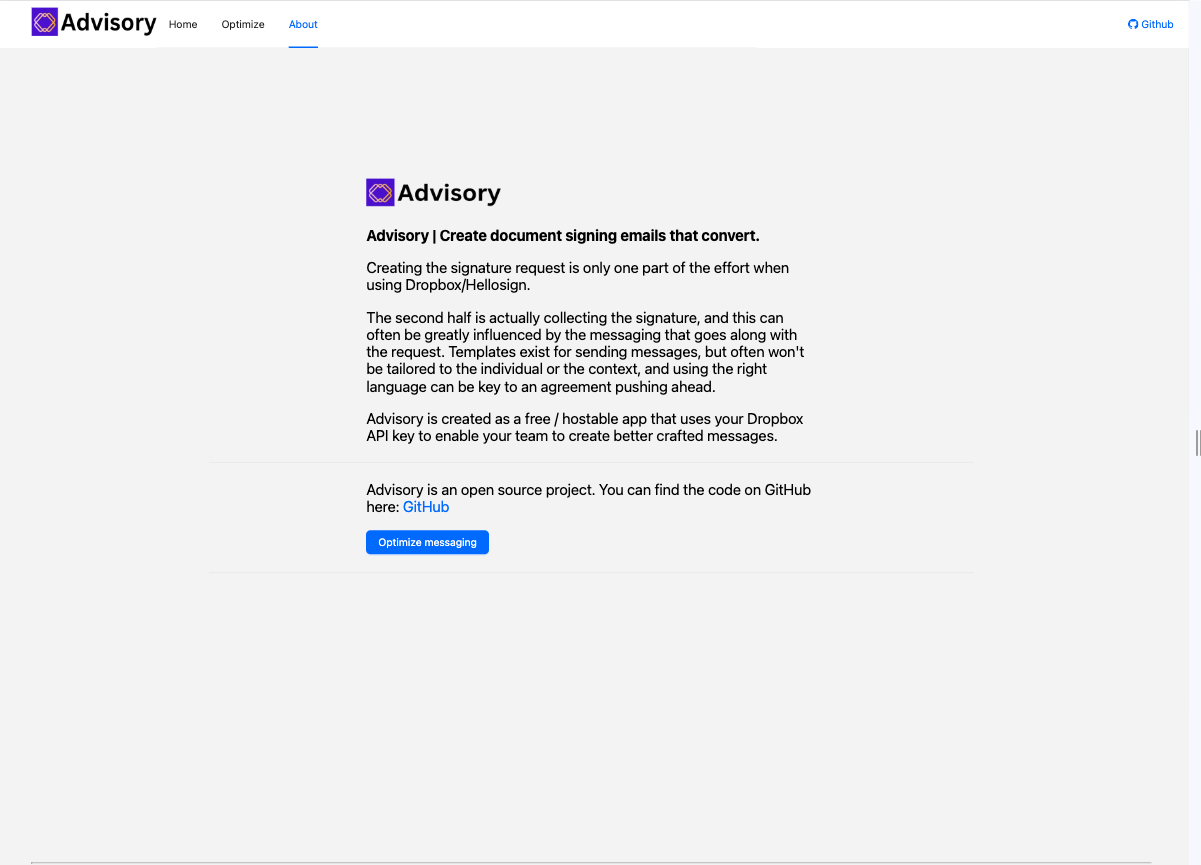 Advisory Home Optimize About Github
Advisory
Advisory | Create document signing emails that convert.
Creating the signature request is only one part of the effort when
using Dropbox/Hellosign.
The second half is actually collecting the signature, and this can
often be greatly influenced by the messaging that goes along with
the request. Templates exist for sending messages, but often won't
be tailored to the individual or the context, and using the right
language can be key to an agreement pushing ahead.
Advisory is created as a free / hostable app that uses your Dropbox
API key to enable your team to create better crafted messages.
Advisory is an open source project. You can find the code on GitHub
here: GitHub
Optimize messaging